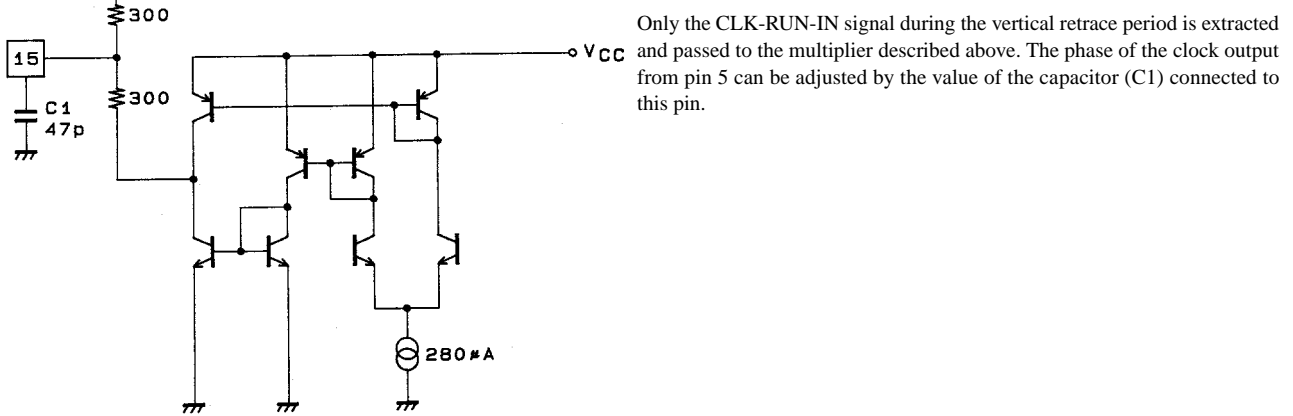 300
15
300
C1
47p
VCC
280μA
Only the CLK-RUN-IN signal during the vertical retrace period is extracted
and passed to the multiplier described above. The phase of the clock output
from pin 5 can be adjusted by the value of the capacitor (C1) connected to
this pin.